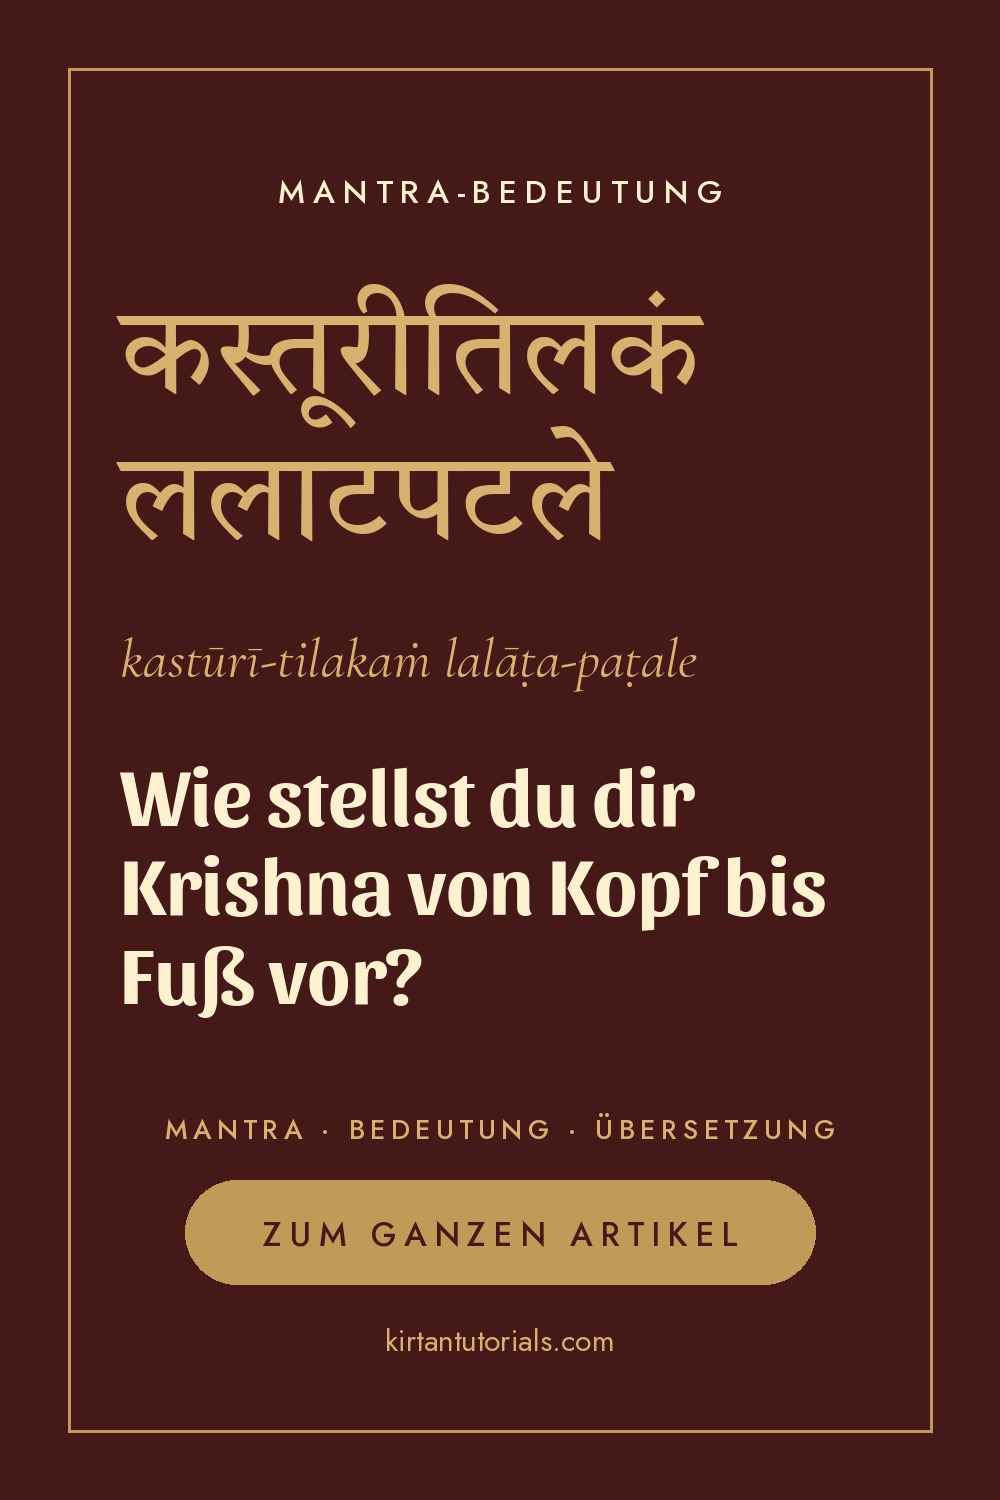 MANTRA-BEDEUTUNG
कस्तूरीतिलकं
ललाटपटले
kastūrī-tilakaṁ lalāṭa-paṭale
Wie stellst du dir
Krishna von Kopf bis
Fuß vor?
MANTRA · BEDEUTUNG · ÜBERSETZUNG
ZUM GANZEN ARTIKEL
kirtantutorials.com